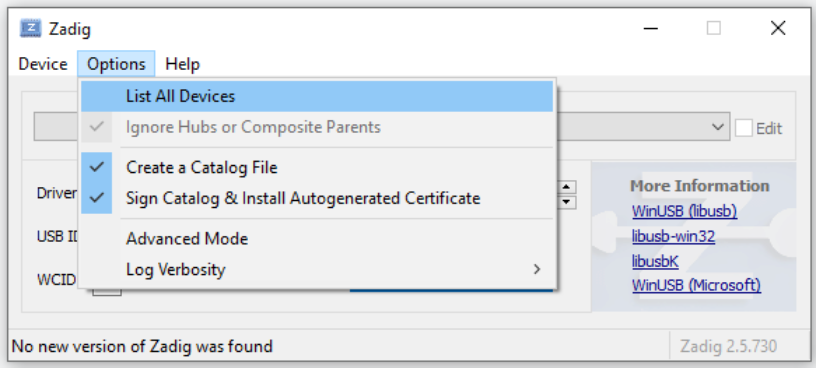 Zadig
Device Options Help
List All Devices
Ignore Hubs or Composite Parents
Edit
Create a Catalog File
Sign Catalog & Install Autogenerated Certificate
Advanced Mode
Log Verbosity
Driver
USB ID
WCID
More Information
WinUSB (libusb)
libusb-win32
libusbK
WinUSB (Microsoft)
No new version of Zadig was found
Zadig 2.5.730